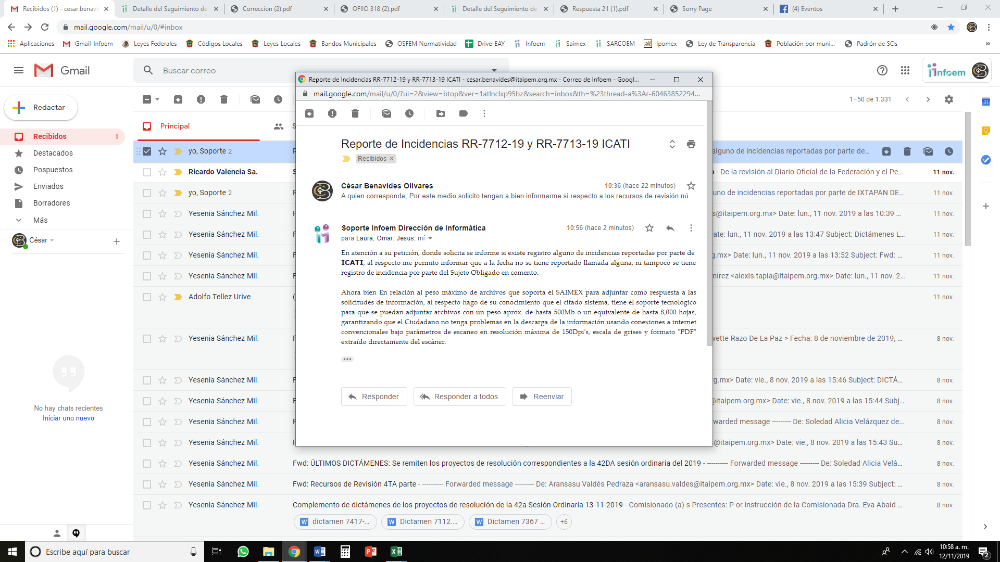 Recibidos (1) - cesar.benavi
Detalle del Seguimiento de
Correccion (2).pdf
OFIIO 318 (2).pdf
Detalle del Seguimiento de
Respuesta 21 (1).pdf
Sorry Page
(4) Eventos
mail.google.com/mail/u/0/#inbox
Aplicaciones
Gmail-Infoem
Leyes Federales
Códigos Locales
Leyes Locales
Bandos Municipales
OSFEM Normatividad
Drive-EAY
Infoem
Saimex
SARCOEM
Ipomex
Ley de Transparencia
Población por muni...
Padrón de SOs
»
Gmail
Buscar correo
infoem
Redactar
1–50 de 1.331
Principal
S
Recibidos 1
Destacados
Pospuestos
Enviados
Borradores
Más
César
No hay chats recientes
Iniciar uno nuevo
Reporte de Incidencias RR-7712-19 y RR-7713-19 ICATI - cesar.benavides@itaipem.org.mx - Correo de Infoem - Googl...
mail.google.com/mail/u/0/?ui=2&view=btop&ver=1atlnclxp95bz&search=inbox&th=%23thread-a%3Ar-60463852294...
Reporte de Incidencias RR-7712-19 y RR-7713-19 ICATI
Recibidos ×
César Benavides Olivares 10:36 (hace 22 minutos)
A quien corresponda, Por este medio solicito tengan a bien informarme si respecto a los recursos de revisión nú...
Soporte Infoem Dirección de Informática 10:56 (hace 2 minutos)
para Laura, Omar, Jesus, mí
En atención a su petición, donde solicita se informe si existe registro alguno de incidencias reportadas por parte de
ICATI, al respecto me permito informar que a la fecha no se tiene reportado llamada alguna, ni tampoco se tiene
registro de incidencia por parte del Sujeto Obligado en comento.
Ahora bien En relación al peso máximo de archivos que soporta el SAIMEX para adjuntar como respuesta a las
solicitudes de información, al respecto hago de su conocimiento que el citado sistema, tiene el soporte tecnológico
para que se puedan adjuntar archivos con un peso aprox. de hasta 500Mb o un equivalente de hasta 8,000 hojas,
garantizando que el Ciudadano no tenga problemas en la descarga de la información usando conexiones a internet
convencionales bajo parámetros de escaneo en resolución máxima de 150Dpi's, escala de grises y formato "PDF"
extraído directamente del escáner.
Responder
Responder a todos
Reenviar
yo, Soporte 2 alguno de incidencias reportadas por parte de...
Ricardo Valencia Sa. - De la revisión al Diario Oficial de la Federación y el Pe... 11 nov.
yo, Soporte 2 uno de incidencias reportadas por parte de IXTAPAN DE... 11 nov.
Yesenia Sánchez Mil. s@itaipem.org.mx> Date: lun., 11 nov. 2019 a las 10:39 ... 11 nov.
Yesenia Sánchez Mil. ate: lun., 11 nov. 2019 a las 13:47 Subject: Dictámenes L... 11 nov.
Yesenia Sánchez Mil. g.mx> Date: lun., 11 nov. 2019 a las 13:52 Subject: Fwd: ... 11 nov.
Yesenia Sánchez Mil. mírez <alexis.tapia@itaipem.org.mx> Date: lun., 11 nov. 2... 11 nov.
Adolfo Tellez Urive ( 11 nov.
Yesenia Sánchez Mil. vette Razo De La Paz > Fecha: 8 de noviembre de 2019, ... 8 nov.
Yesenia Sánchez Mil. g.mx> Date: vie., 8 nov. 2019 a las 15:46 Subject: DICTÁ... 8 nov.
Yesenia Sánchez Mil. @itaipem.org.mx> Date: vie., 8 nov. 2019 a las 15:44 Subj... 8 nov.
Yesenia Sánchez Mil. warded message --------- De: Soledad Alicia Velázquez de... 8 nov.
Yesenia Sánchez Mil. s@itaipem.org.mx> Date: vie., 8 nov. 2019 a las 15:43 Su... 8 nov.
Yesenia Sánchez Mil. Fwd: ÚLTIMOS DICTÁMENES: Se remiten los proyectos de resolución correspondientes a la 42DA sesión ordinaria del 2019 - ---------- Forwarded message --------- De: Soledad Alicia Velá... 8 nov.
Yesenia Sánchez Mil. Fwd: Recursos de Revisión 4TA parte - ---------- Forwarded message --------- De: Aransasu Valdés Pedraza <aransasu.valdes@itaipem.org.mx> Date: vie., 8 nov. 2019 a las 15:39 Subject: ... 8 nov.
Yesenia Sánchez Mil. Complemento de dictámenes de los proyectos de resolución de la 42a Sesión Ordinaria 13-11-2019 - Comisionado (a) s Presentes: P or instrucción de la Comisionada Dra. Eva Abaid ... 8 nov.
dictamen 7417-...
Dictamen 7112....
Dictamen 7367 ...
+6
Escribe aquí para buscar
10:58 a. m.
12/11/2019
2